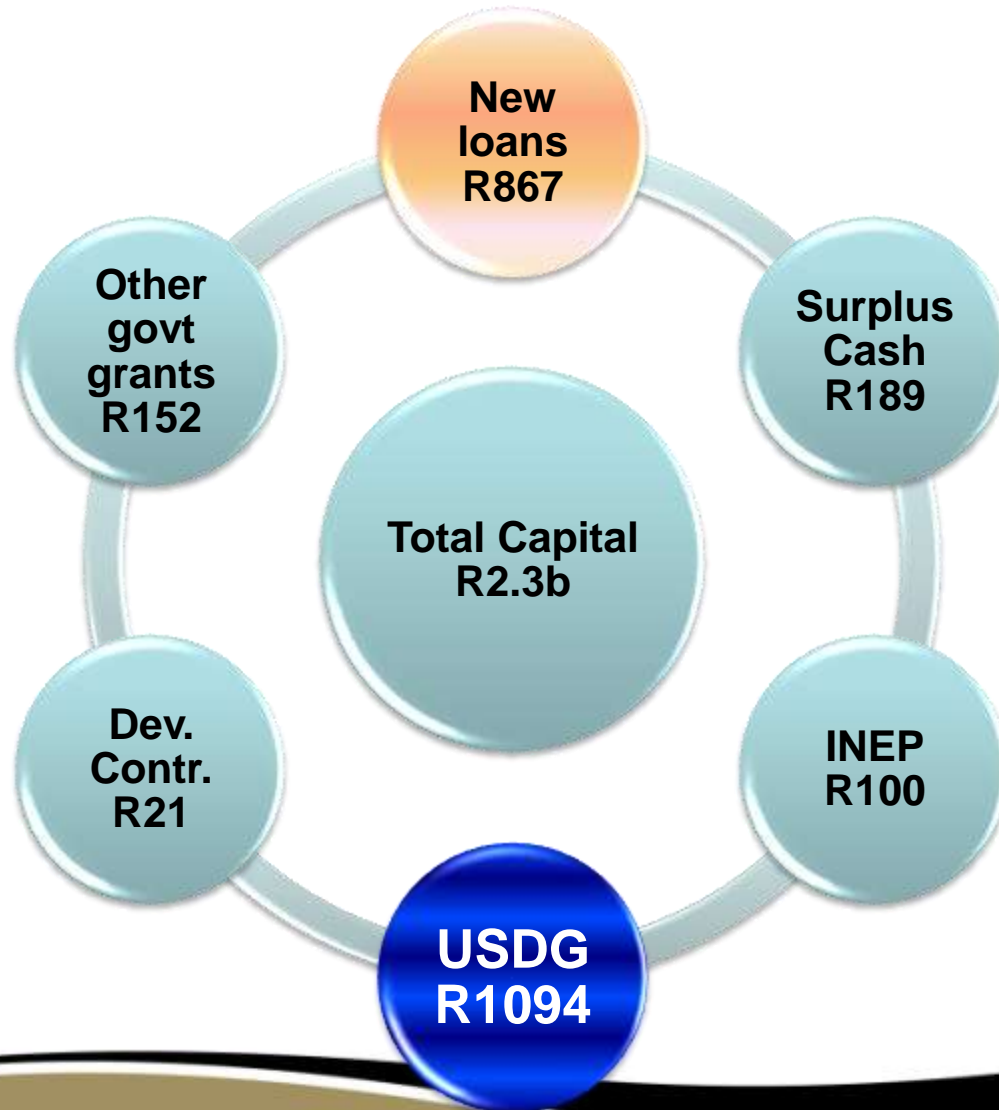 New
loans
R867
Other
govt
grants
R152
Surplus
Cash
R189
Total Capital
R2.3b
Dev.
Contr.
R21
INEP
R100
USDG
R1094